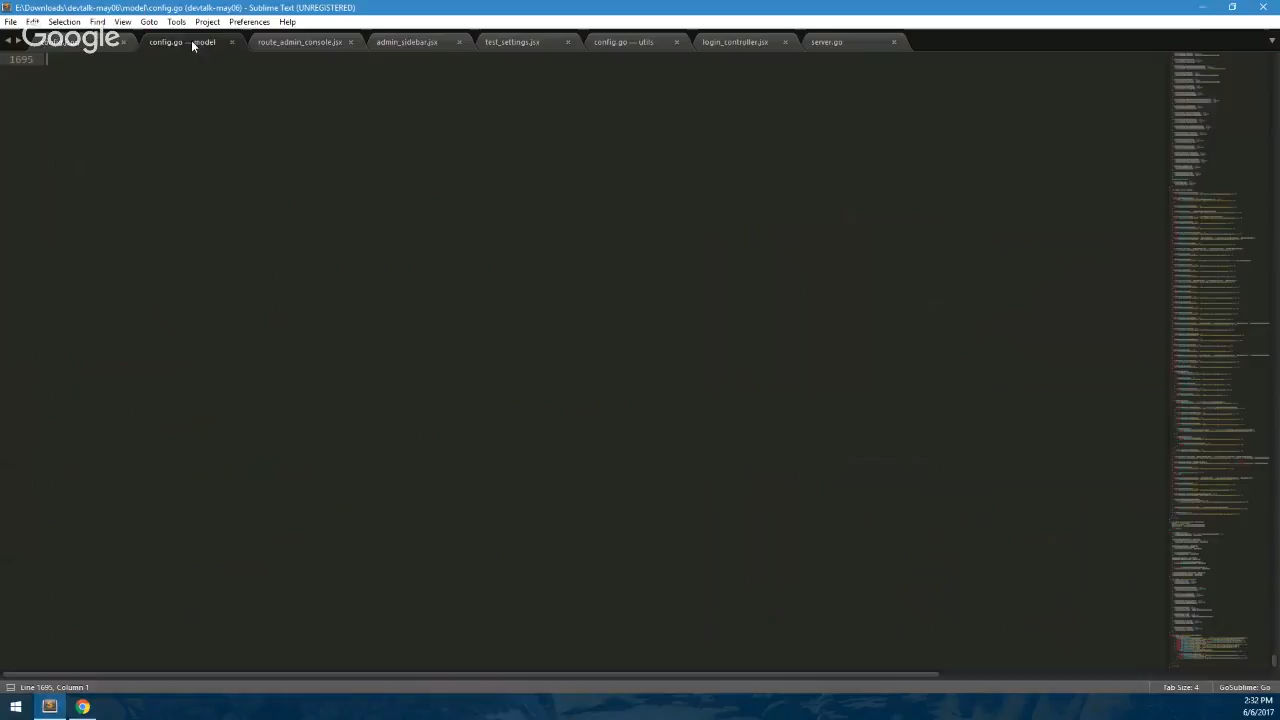 E:\Downloads\devtalk-may06\model\config.go (devtalk-may06) - Sublime Text (UNREGISTERED)
File Edit Selection Find View Goto Tools Project Preferences Help
Google
config.go — model
route_admin_console.jsx
admin_sidebar.jsx
test_settings.jsx
config.go — utils
login_controller.jsx
server.go
1695
Line 1695, Column 1
Tab Size: 4
GoSublime: Go
2:32 PM
6/6/2017